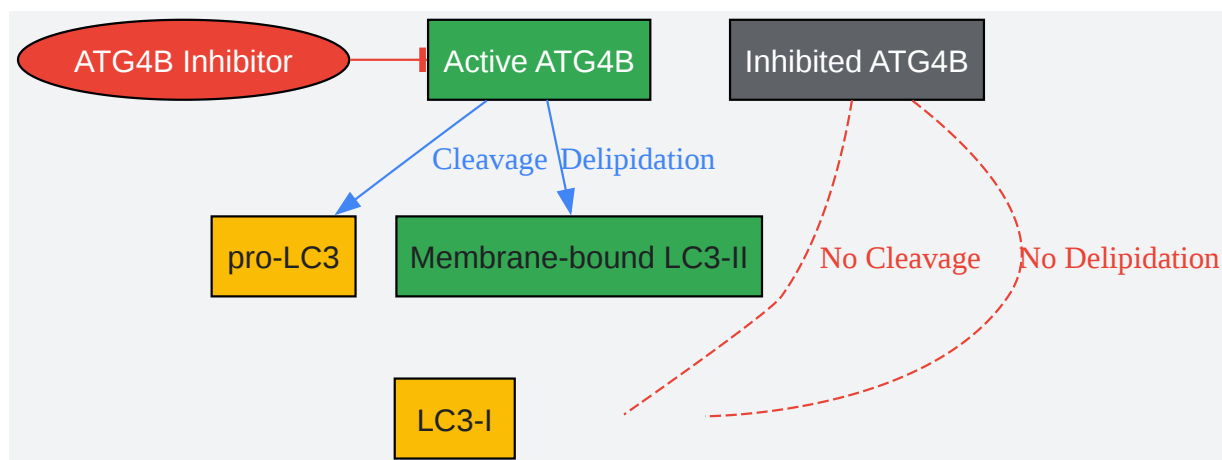 ATG4B Inhibitor
Active ATG4B
Inhibited ATG4B
Cleavage
Delipidation
pro-LC3
Membrane-bound LC3-II
No Cleavage
No Delipidation
LC3-I